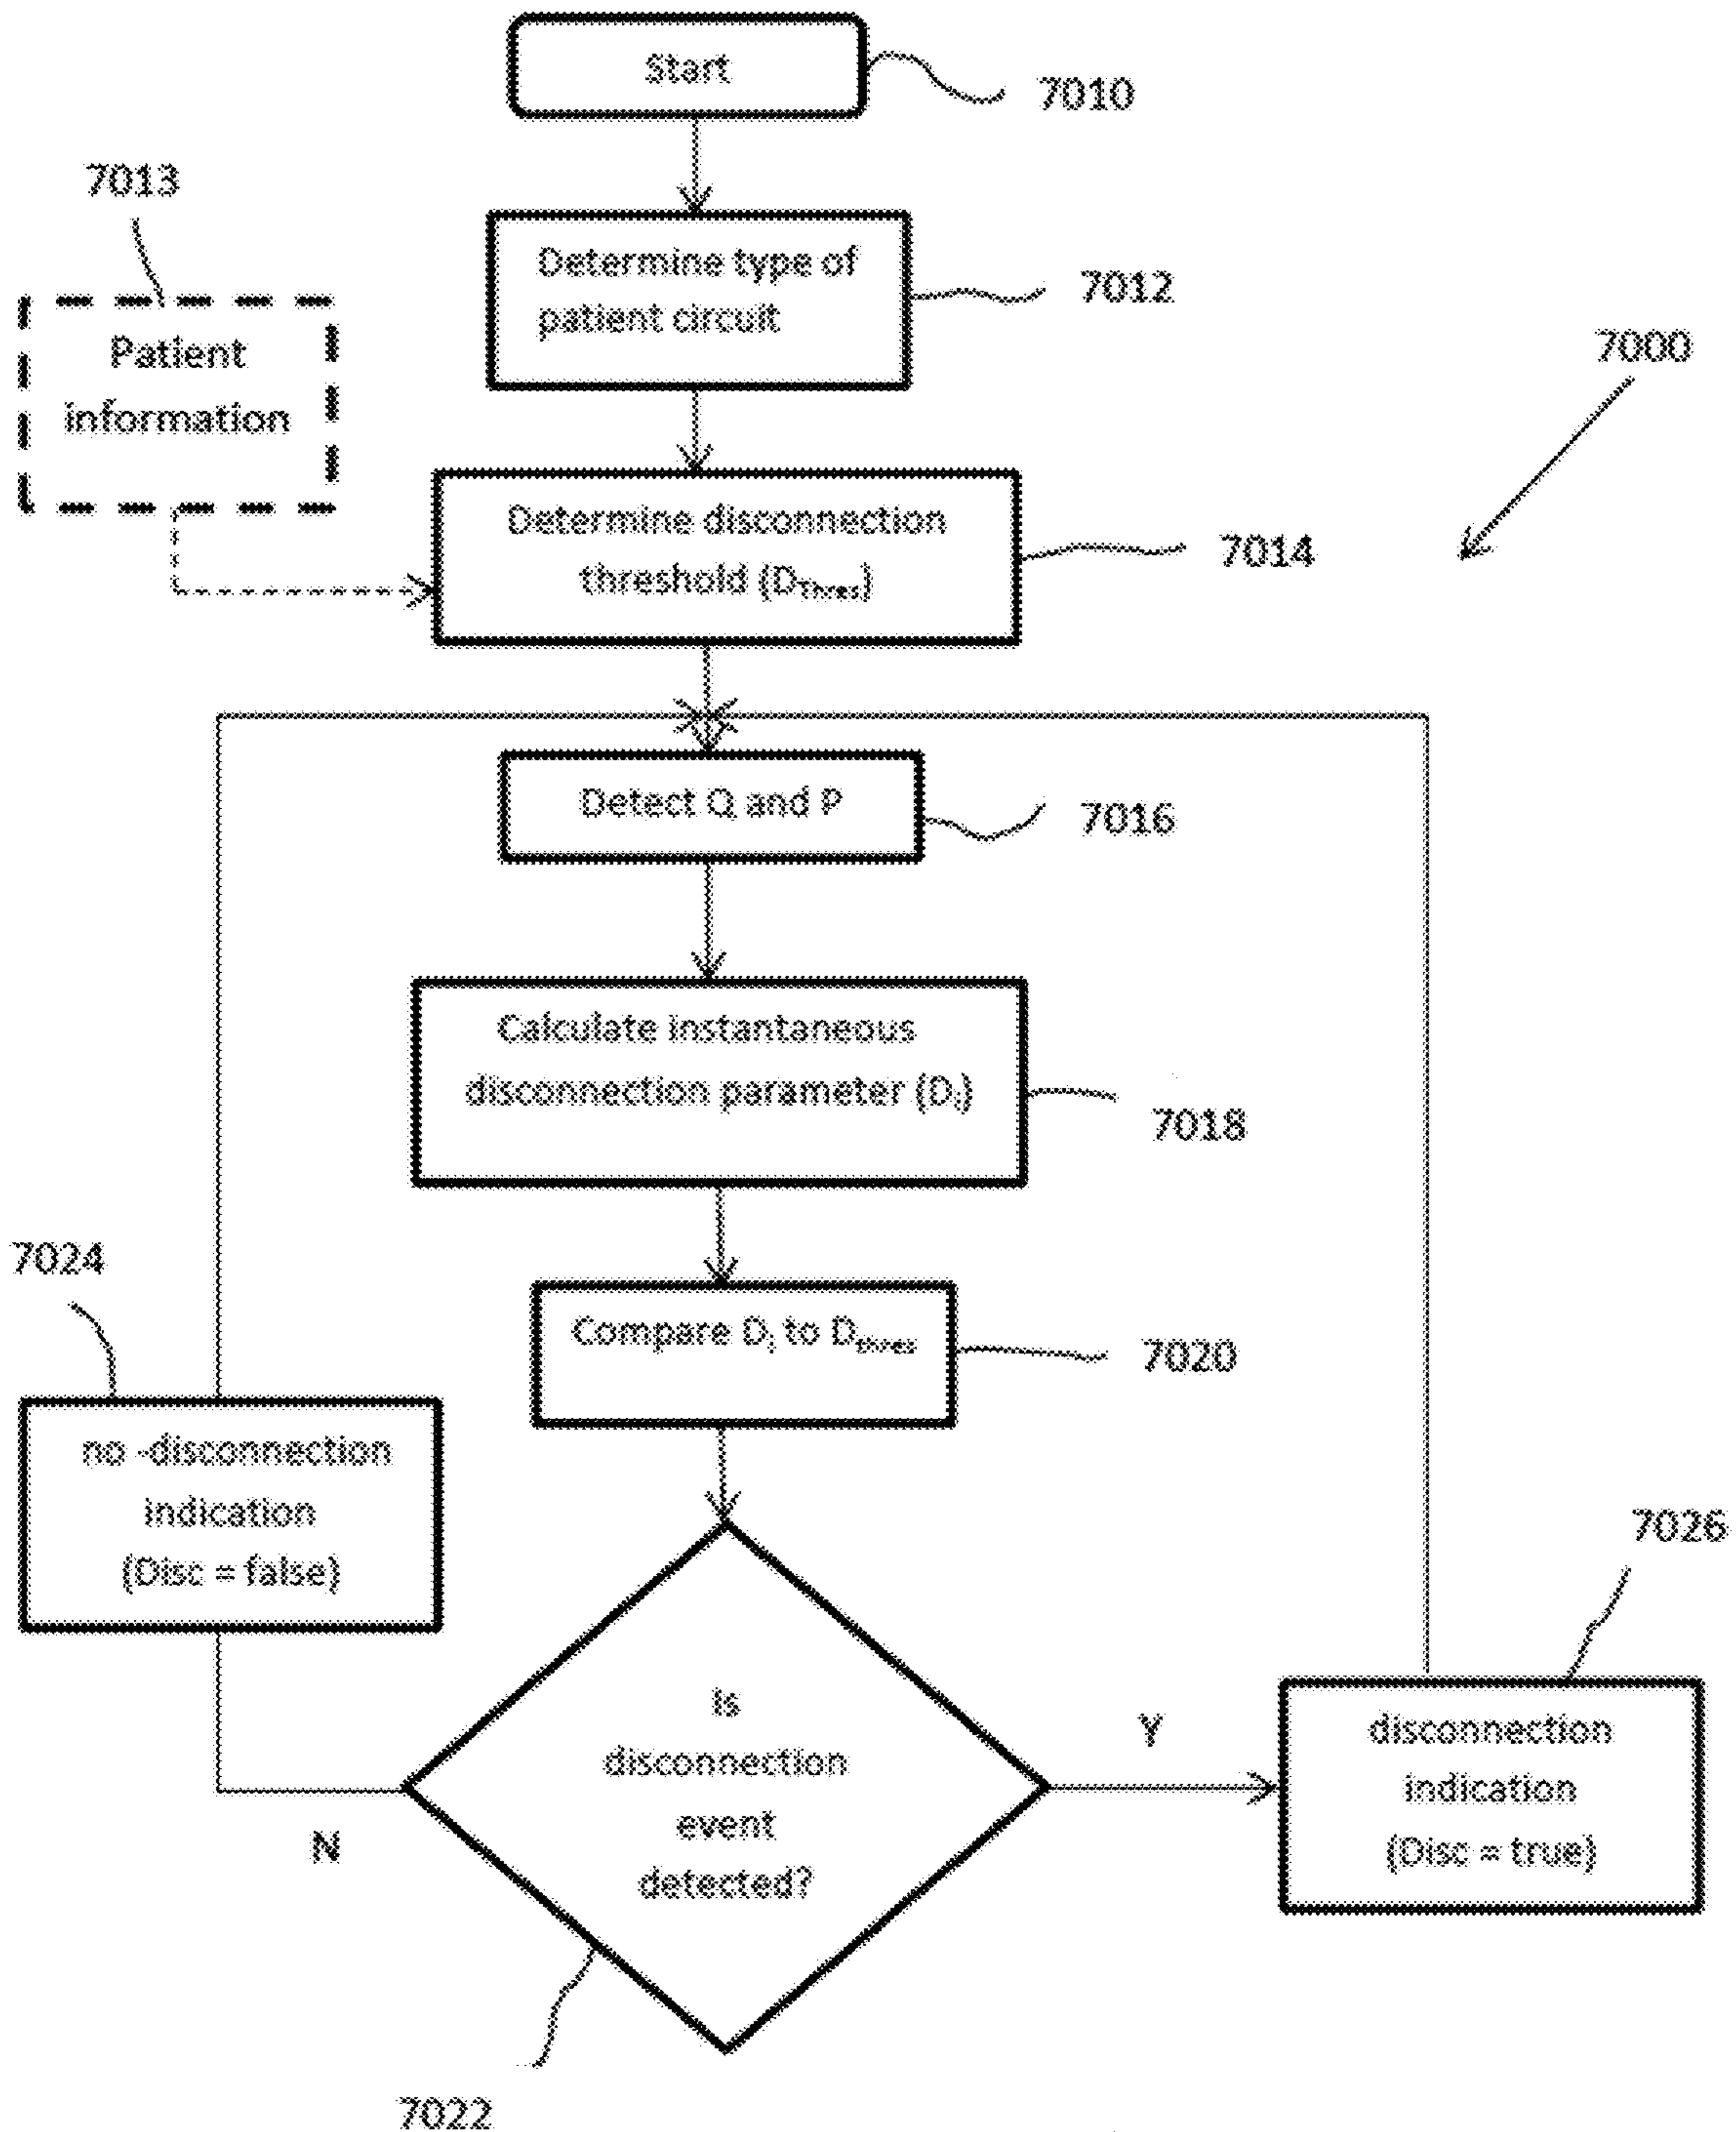 Start
7010
7013
Determine type of
patient circuit
7012
Patient
information
7000
Determine disconnection
threshold (DThres)
7014
Detect Q and P
7016
Calculate instantaneous
disconnection parameter (Di)
7018
7024
Compare Di to Dthres
7020
no -disconnection
indication
(Disc = false)
7026
is
disconnection
event
detected?
Y
N
disconnection
indication
(Disc = true)
7022